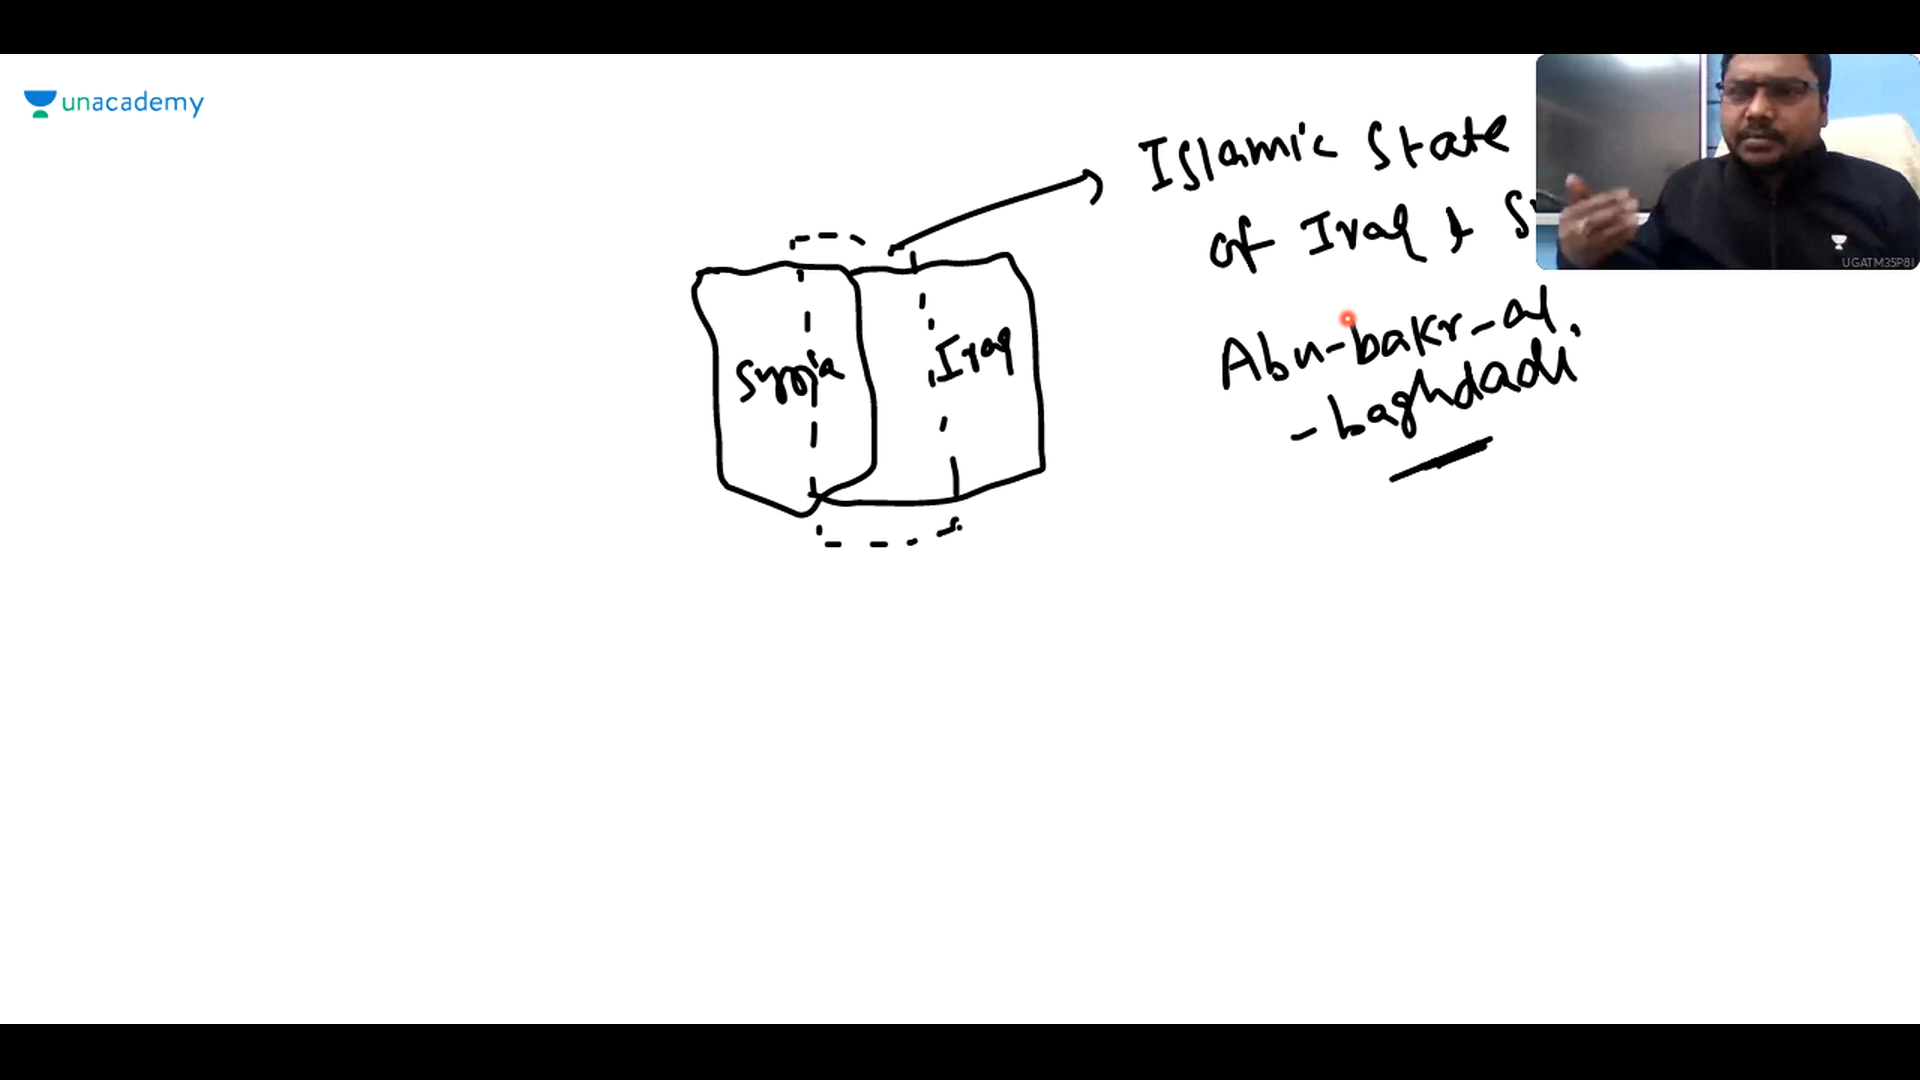 unacademy
Islamic State
of Iraq &
Syria
Iraq
Abu-bakr-al.
-baghdadi
UGATM35P8I